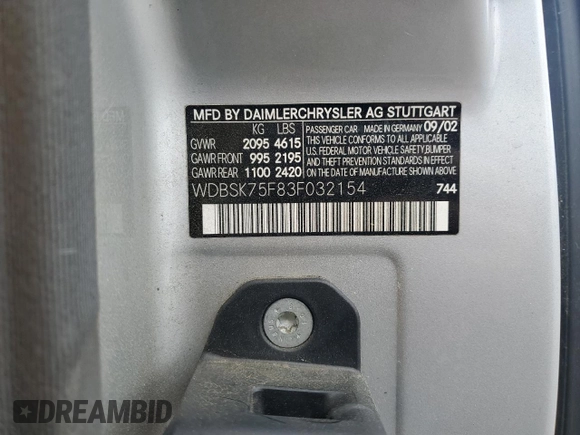 MFD BY DAIMLERCHRYSLER AG STUTTGART
KG LBS
GVWR 2095 4615
GAWR FRONT 995 2195
GAWR REAR 1100 2420
PASSENGER CAR MADE IN GERMANY 09/02
THIS VEHICLE CONFORMS TO ALL APPLICABLE
U.S. FEDERAL MOTOR VEHICLE SAFETY,BUMPER
AND THEFT PREVENTION STANDARDS IN EFFECT
ON THE DATE OF MANUFACTURE SHOWN ABOVE
WDBSK75F83F032154 744
DREAMBID